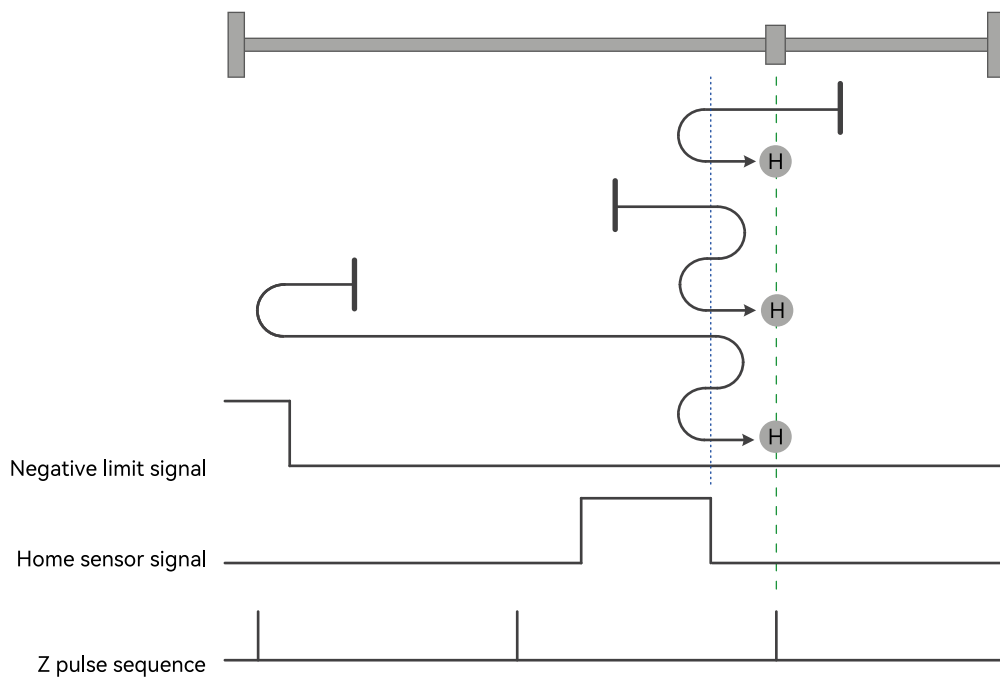 H
H
H
Negative limit signal
Home sensor signal
Z pulse sequence